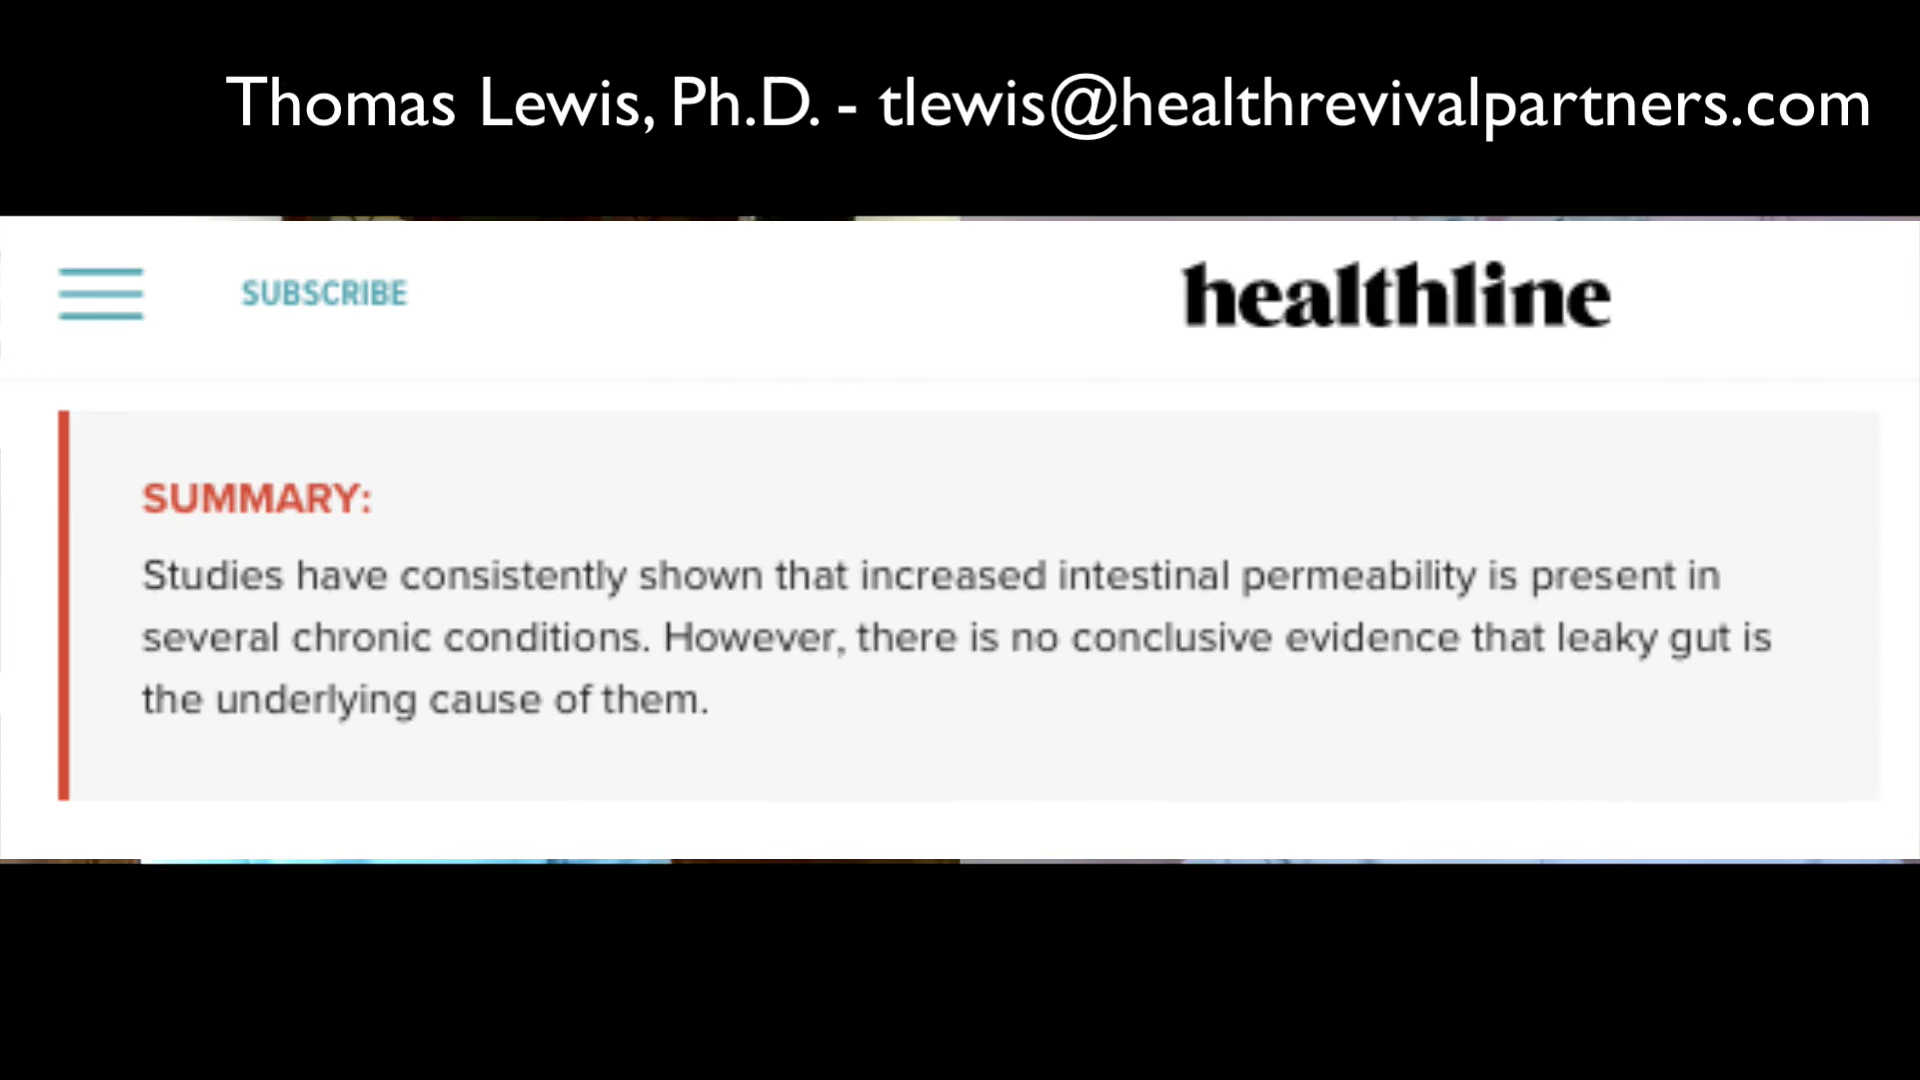 Thomas Lewis, Ph.D. - tlewis@healthrevivalpartners.com
SUBSCRIBE
healthline
SUMMARY:
Studies have consistently shown that increased intestinal permeability is present in
several chronic conditions. However, there is no conclusive evidence that leaky gut is
the underlying cause of them.